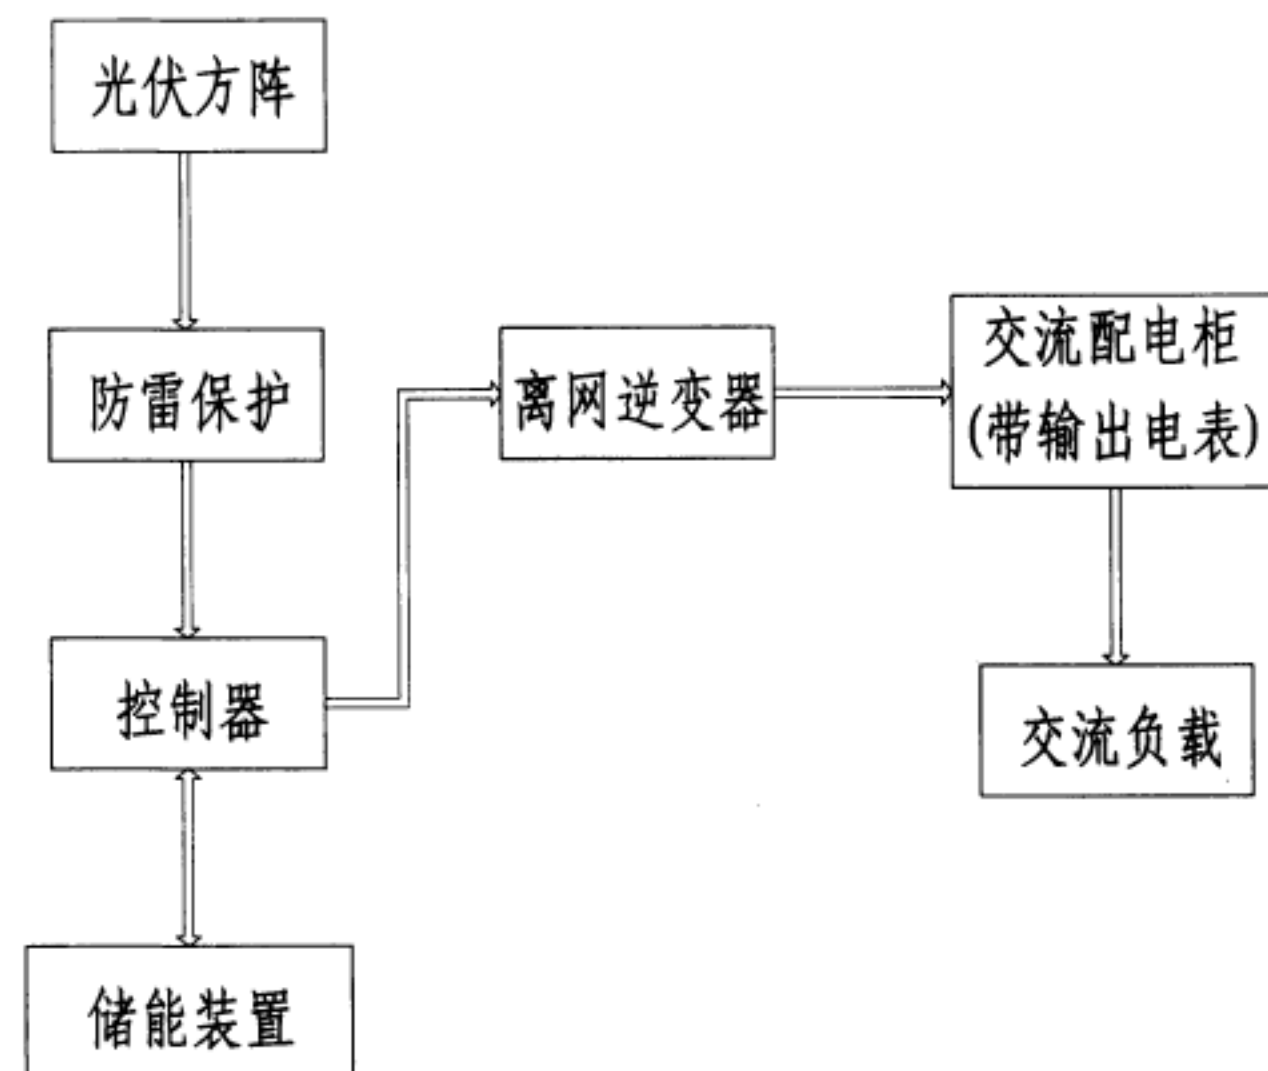 光伏方阵
防雷保护
控制器
储能装置
离网逆变器
交流配电柜
(带输出电表)
交流负载